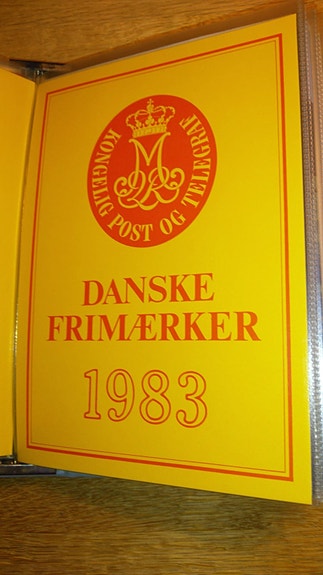 KONGELIG POST OG TELEGRAF
DANSKE
FRIMÆRKER
1983